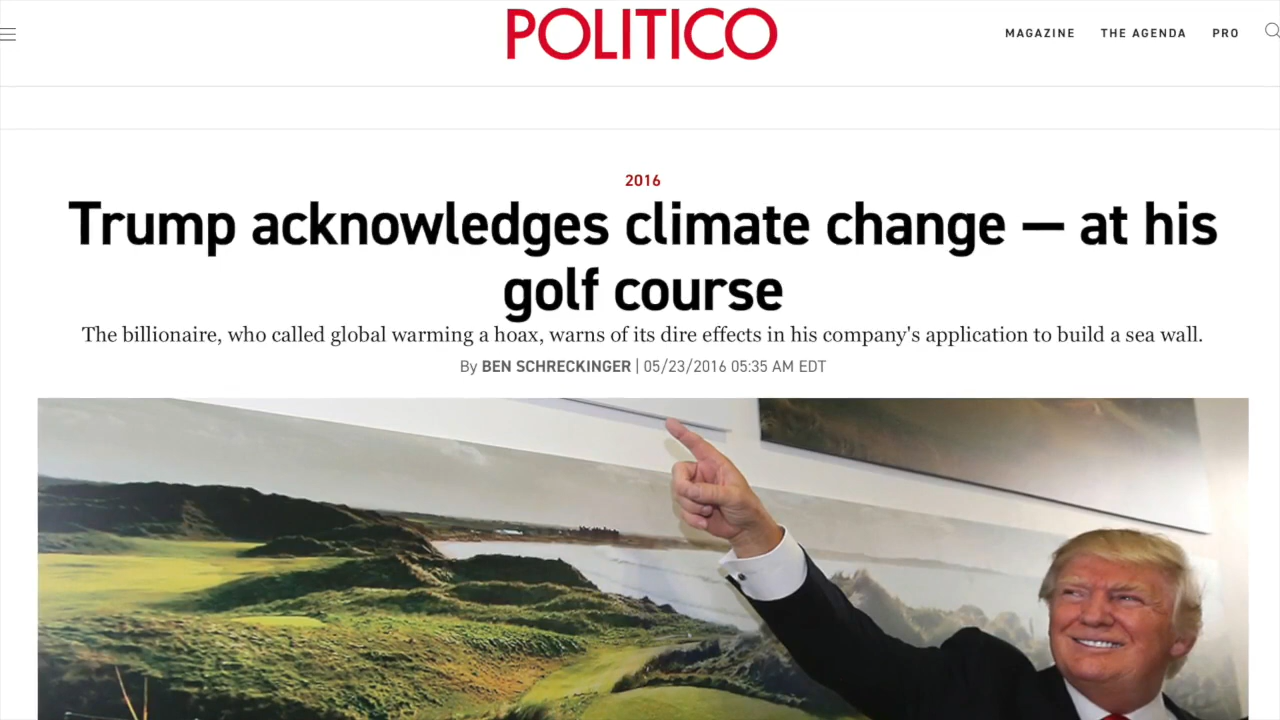 POLITICO
MAGAZINE THE AGENDA PRO
2016
Trump acknowledges climate change — at his
golf course
The billionaire, who called global warming a hoax, warns of its dire effects in his company's application to build a sea wall.
By BEN SCHRECKINGER | 05/23/2016 05:35 AM EDT